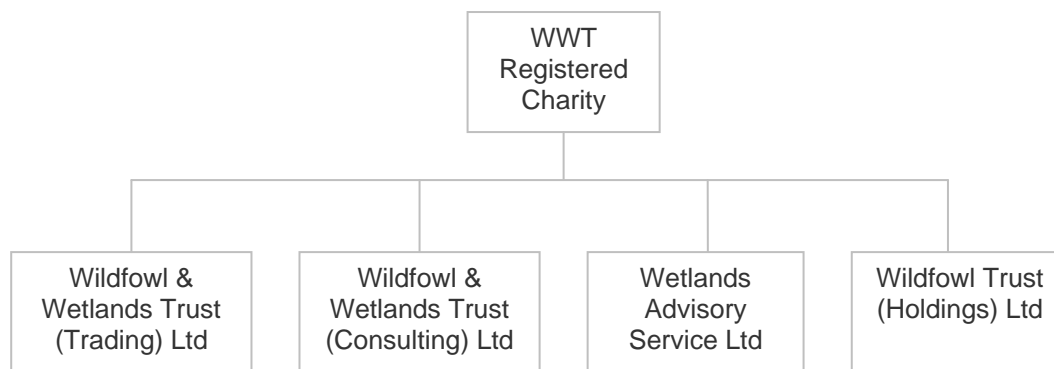 WWT
Registered
Charity
Wildfowl &
Wetlands Trust
(Trading) Ltd
Wildfowl &
Wetlands Trust
(Consulting) Ltd
Wetlands
Advisory
Service Ltd
Wildfowl Trust
(Holdings) Ltd